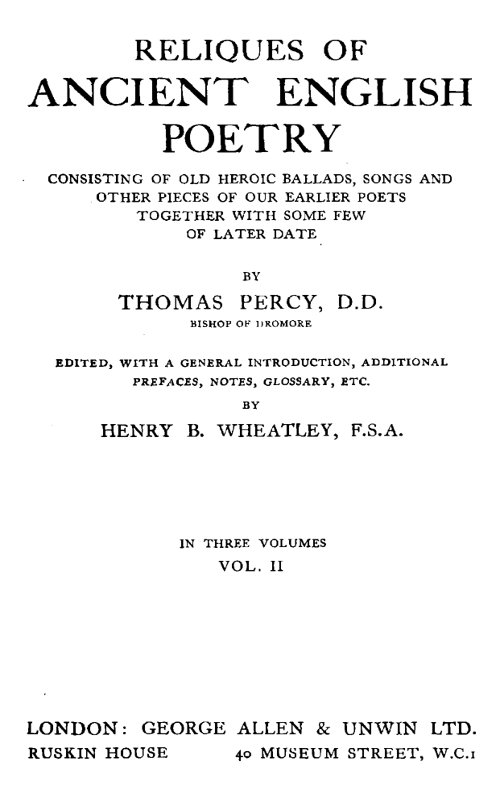 RELIQUES OF
ANCIENT ENGLISH
POETRY
CONSISTING OF OLD HEROIC BALLADS, SONGS AND
OTHER PIECES OF OUR EARLIER POETS
TOGETHER WITH SOME FEW
OF LATER DATE
BY
THOMAS PERCY, D.D.
BISHOP OF DROMORE
EDITED, WITH A GENERAL INTRODUCTION, ADDITIONAL
PREFACES, NOTES, GLOSSARY, ETC.
BY
HENRY B. WHEATLEY, F.S.A.
IN THREE VOLUMES
VOL. II
LONDON: GEORGE ALLEN & UNWIN LTD.
RUSKIN HOUSE 40 MUSEUM STREET, W.C.1